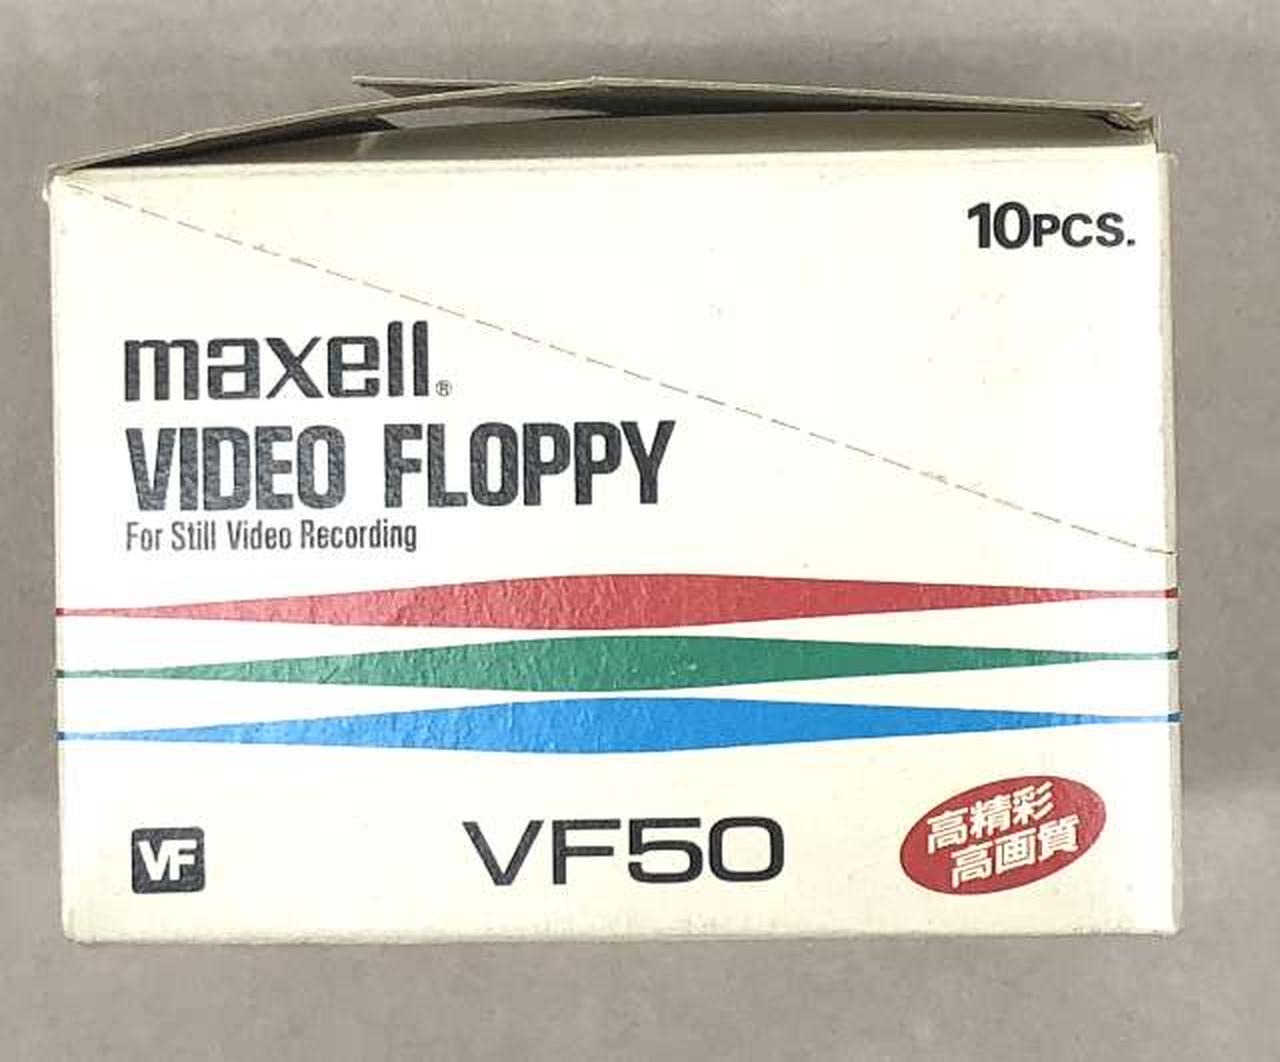 10PCS.
maxell®
VIDEO FLOPPY
For Still Video Recording
VF
VF50
高精彩
高画質